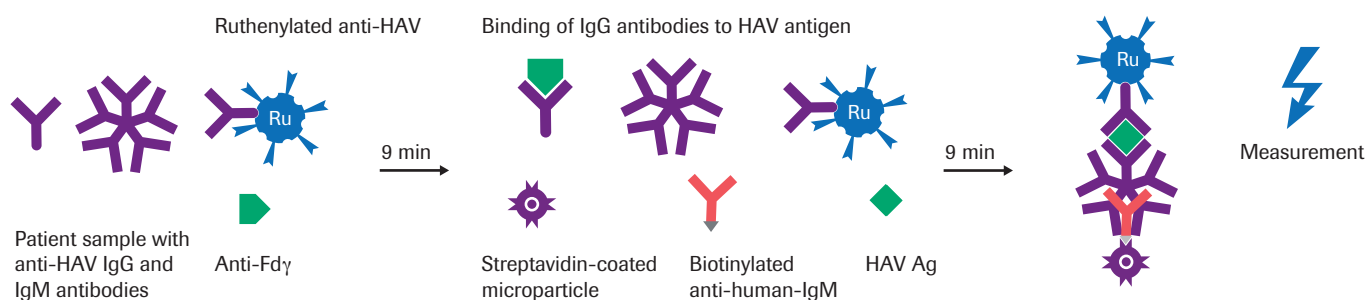 Ruthenylated anti-HAV
Binding of IgG antibodies to HAV antigen
Ru
Ru
Ru
9 min
9 min
Measurement
Patient sample with
anti-HAV IgG and
IgM antibodies
Anti-Fdγ
Streptavidin-coated
microparticle
Biotinylated
anti-human-IgM
HAV Ag